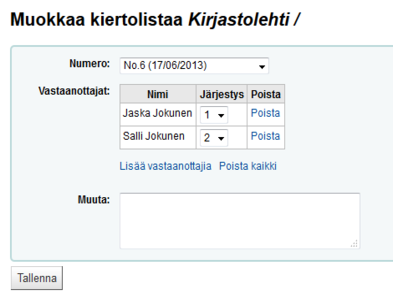 Muokkaa kiertolistaa Kirjastolehti /
Numero: No.6 (17/06/2013)
Vastaanottajat: Nimi Järjestys Poista
Jaska Jokunen 1 Poista
Salli Jokunen 2 Poista
Lisää vastaanottajia Poista kaikki
Muuta:
Tallenna